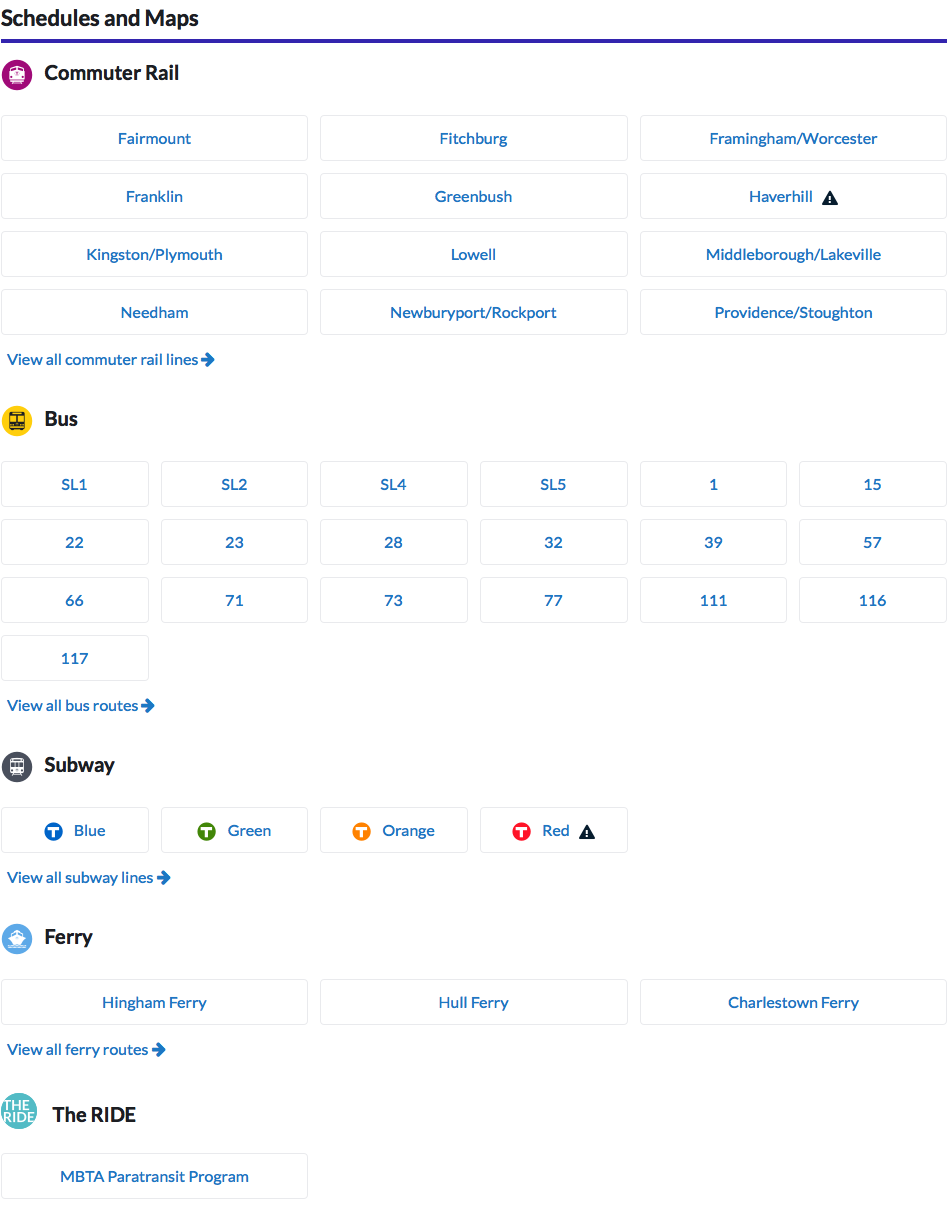 Schedules and Maps
Commuter Rail
Fairmount Fitchburg Framingham/Worcester
Franklin Greenbush Haverhill
Kingston/Plymouth Lowell Middleborough/Lakeville
Needham Newburyport/Rockport Providence/Stoughton
View all commuter rail lines
Bus
SL1 SL2 SL4 SL5 1 15
22 23 28 32 39 57
66 71 73 77 111 116
117
View all bus routes
Subway
T Blue T Green T Orange T Red
View all subway lines
Ferry
Hingham Ferry Hull Ferry Charlestown Ferry
View all ferry routes
THE
RIDE
The RIDE
MBTA Paratransit Program